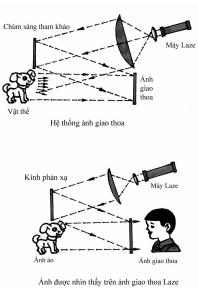 Chùm sáng tham khảo
Máy Laze
Ảnh
giao
thoa
Vật thể
Hệ thống ảnh giao thoa
Kính phản xạ
Máy Laze
Ảnh ảo
Ảnh giao thoa
Ảnh được nhìn thấy trên ảnh giao thoa Laze